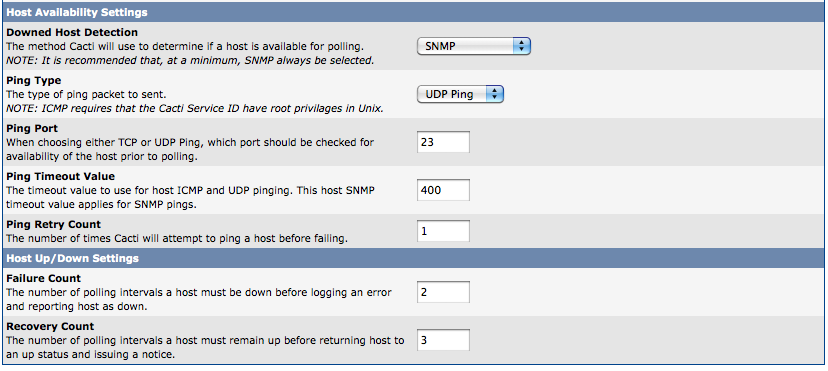 Host Availability Settings
Downed Host Detection
The method Cacti will use to determine if a host is available for polling.
NOTE: It is recommended that, at a minimum, SNMP always be selected.
SNMP
Ping Type
The type of ping packet to sent.
NOTE: ICMP requires that the Cacti Service ID have root privilages in Unix.
UDP Ping
Ping Port
When choosing either TCP or UDP Ping, which port should be checked for
availability of the host prior to polling.
23
Ping Timeout Value
The timeout value to use for host ICMP and UDP pinging. This host SNMP
timeout value applies for SNMP pings.
400
Ping Retry Count
The number of times Cacti will attempt to ping a host before failing.
1
Host Up/Down Settings
Failure Count
The number of polling intervals a host must be down before logging an error
and reporting host as down.
2
Recovery Count
The number of polling intervals a host must remain up before returning host to
an up status and issuing a notice.
3